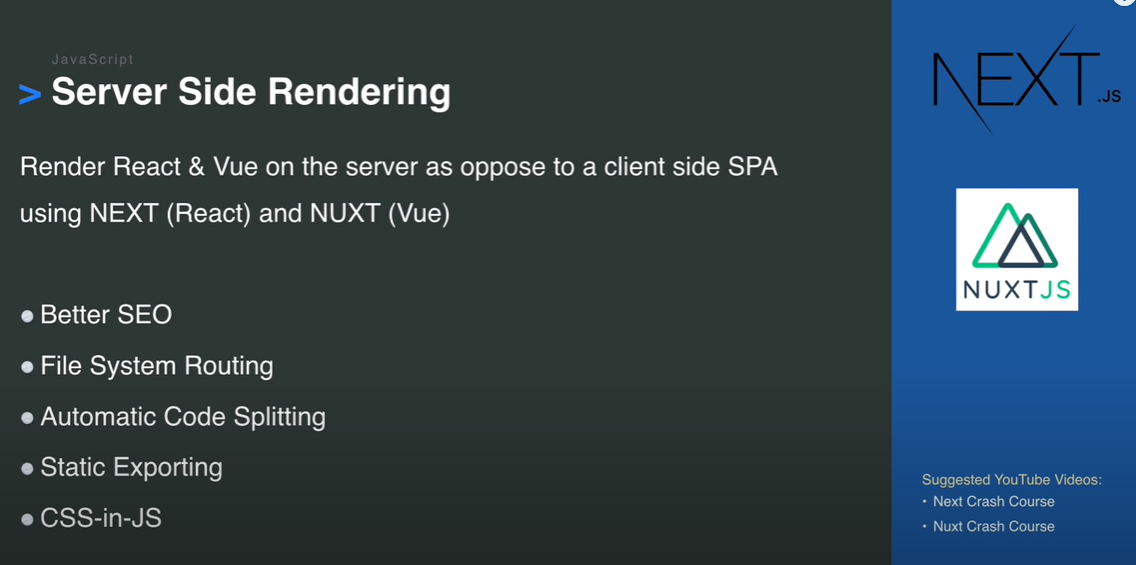 JavaScript
> Server Side Rendering
Render React & Vue on the server as oppose to a client side SPA
using NEXT (React) and NUXT (Vue)
• Better SEO
• File System Routing
• Automatic Code Splitting
• Static Exporting
• CSS-in-JS
NEXT.JS
NUXTJS
Suggested YouTube Videos:
• Next Crash Course
• Nuxt Crash Course